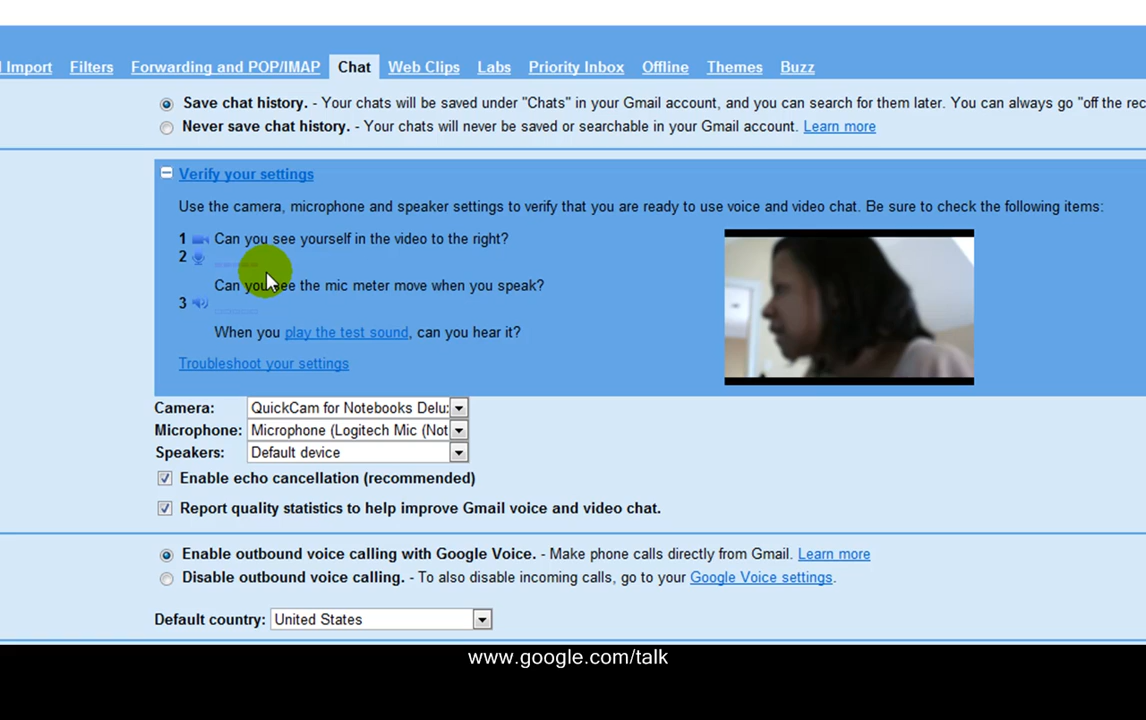 l Import Filters Forwarding and POP/IMAP Chat Web Clips Labs Priority Inbox Offline Themes Buzz
Save chat history. - Your chats will be saved under "Chats" in your Gmail account, and you can search for them later. You can always go "off the rec
Never save chat history. - Your chats will never be saved or searchable in your Gmail account. Learn more
Verify your settings
Use the camera, microphone and speaker settings to verify that you are ready to use voice and video chat. Be sure to check the following items:
1 Can you see yourself in the video to the right?
2
Can you see the mic meter move when you speak?
3
When you play the test sound, can you hear it?
Troubleshoot your settings
Camera: QuickCam for Notebooks Delu:
Microphone: Microphone (Logitech Mic (Not
Speakers: Default device
Enable echo cancellation (recommended)
Report quality statistics to help improve Gmail voice and video chat.
Enable outbound voice calling with Google Voice. - Make phone calls directly from Gmail. Learn more
Disable outbound voice calling. - To also disable incoming calls, go to your Google Voice settings.
Default country: United States
www.google.com/talk